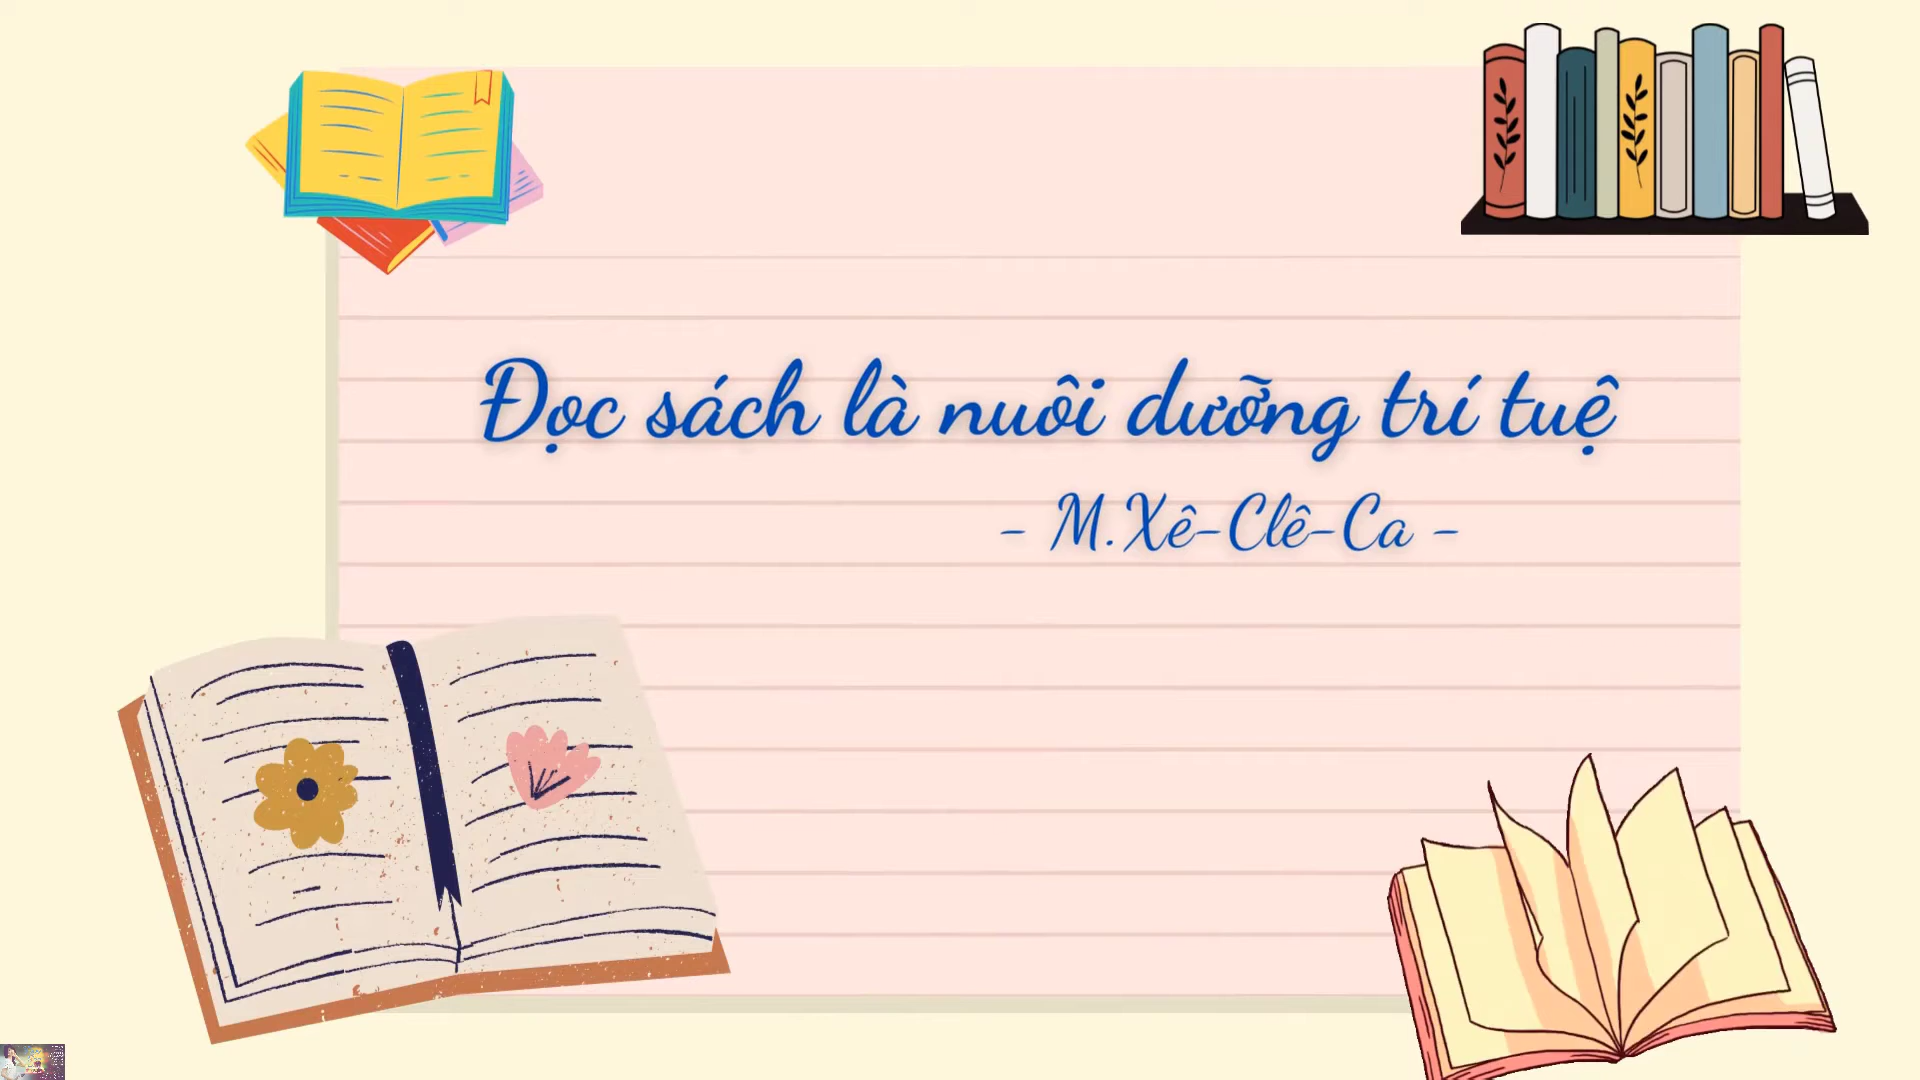 Đọc sách là nuôi dưỡng trí tuệ
- M.Xê-Clê-Ca -